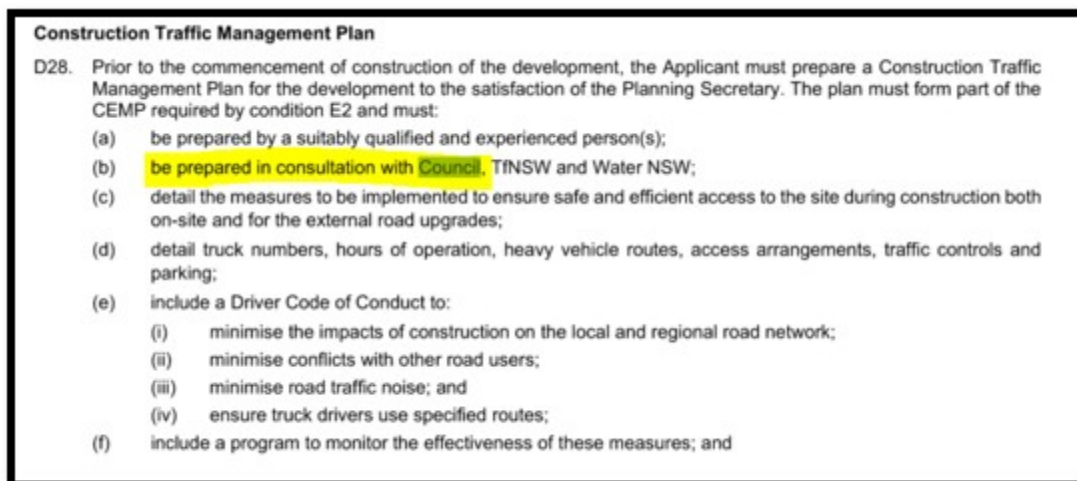 Construction Traffic Management Plan
D28. Prior to the commencement of construction of the development, the Applicant must prepare a Construction Traffic
Management Plan for the development to the satisfaction of the Planning Secretary. The plan must form part of the
CEMP required by condition E2 and must:
(a) be prepared by a suitably qualified and experienced person(s);
(b) be prepared in consultation with Council, TfNSW and Water NSW;
(c) detail the measures to be implemented to ensure safe and efficient access to the site during construction both
on-site and for the external road upgrades;
(d) detail truck numbers, hours of operation, heavy vehicle routes, access arrangements, traffic controls and
parking;
(e) include a Driver Code of Conduct to:
(i) minimise the impacts of construction on the local and regional road network;
(ii) minimise conflicts with other road users;
(iii) minimise road traffic noise; and
(iv) ensure truck drivers use specified routes;
(f) include a program to monitor the effectiveness of these measures; and